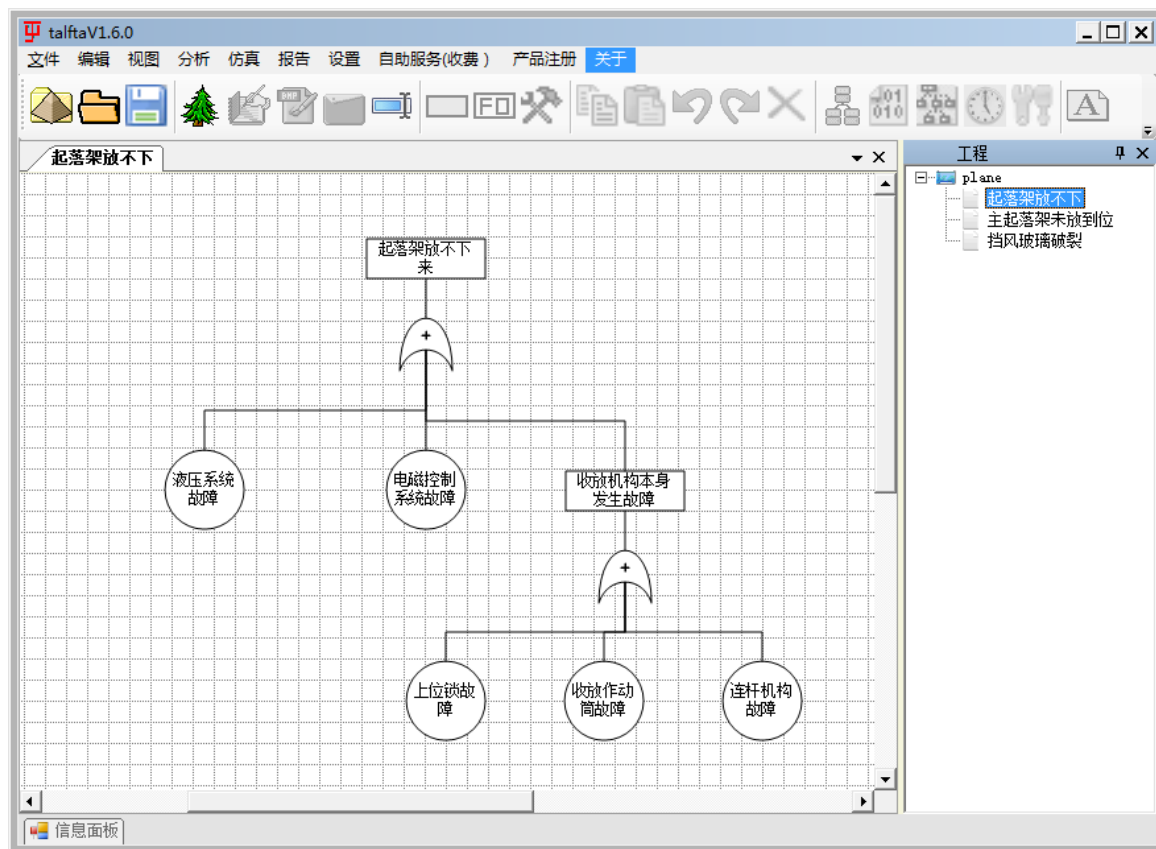 talftaV1.6.0
文件 编辑 视图 分析 仿真 报告 设置 自助服务(收费) 产品注册 关于
起落架放不下
工程
plane
起落架放不下
主起落架未放到位
挡风玻璃破裂
起落架放不下
来
+
液压系统
故障
电磁控制
系统故障
收放机构本身
发生故障
+
上位锁故
障
收放作动
筒故障
连杆机构
故障
信息面板